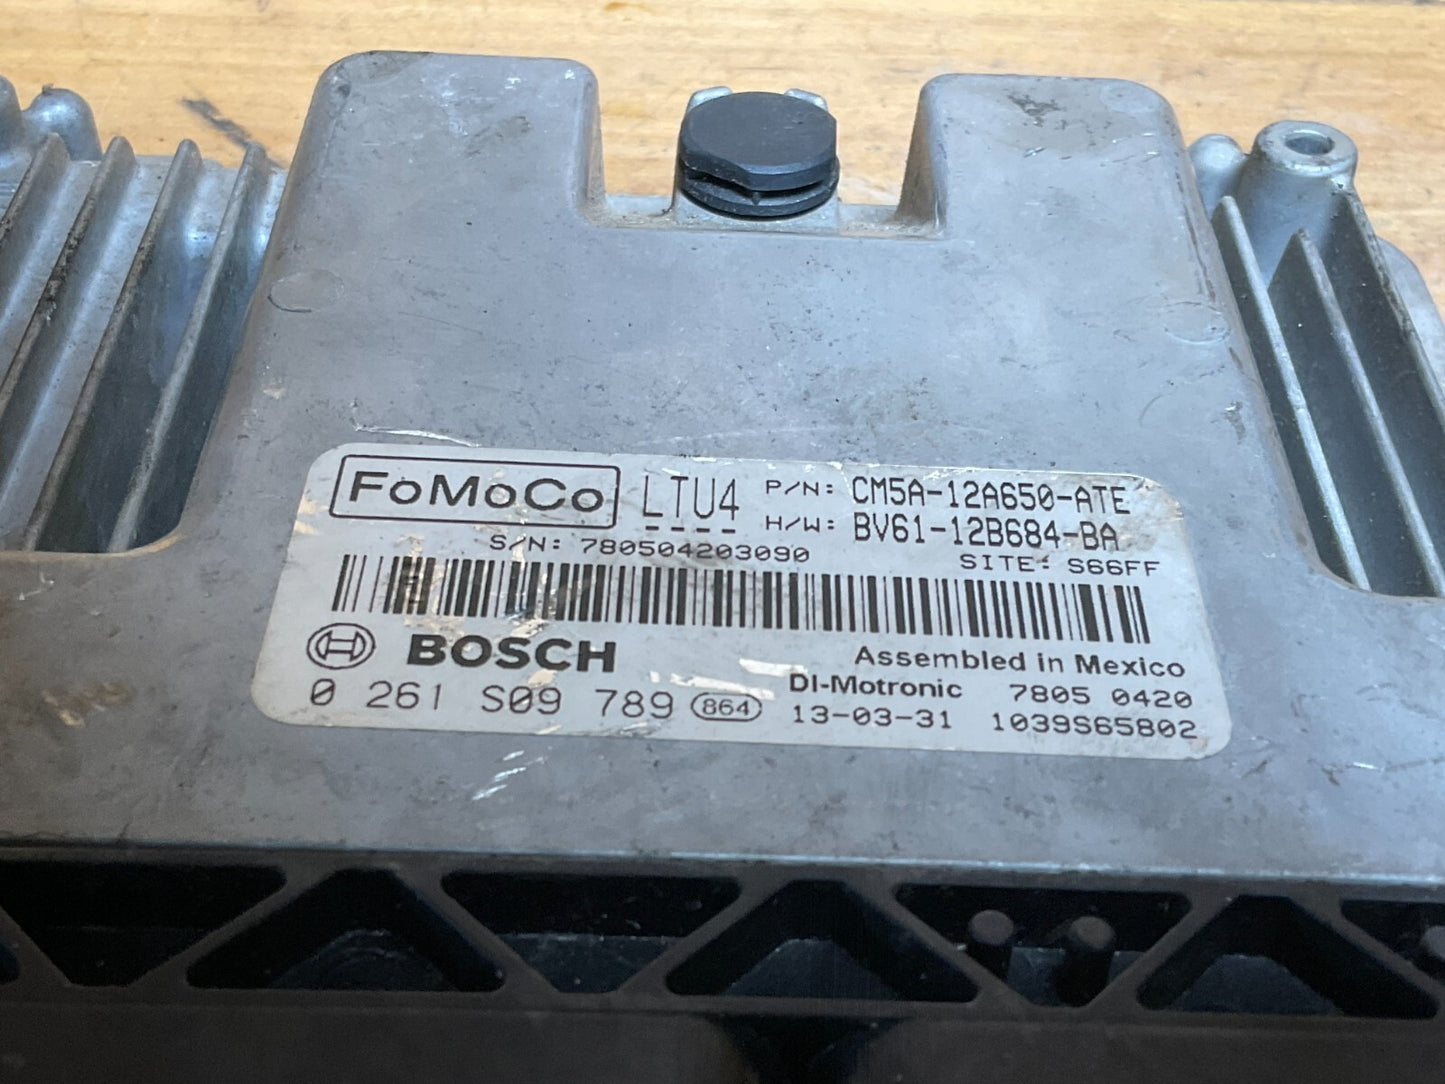 FoMoCo LTU4 P/N: CM5A-12A650-ATE
H/W: BV61-12B684-BA
S/N: 780504203090 SITE: S66FF
BOSCH Assembled in Mexico
DI-Motronic 7805 0420
0 261 S09 789 864 13-03-31 1039S65802